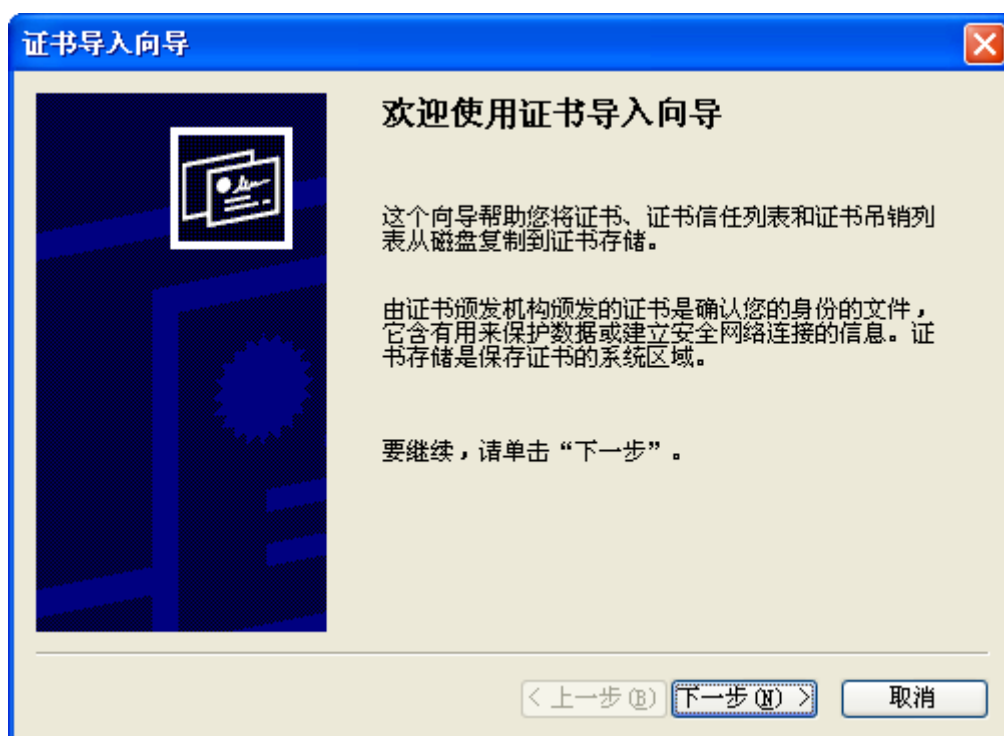 证书导入向导
欢迎使用证书导入向导
这个向导帮助您将证书、证书信任列表和证书吊销列
表从磁盘复制到证书存储。
由证书颁发机构颁发的证书是确认您的身份的文件，
它含有用来保护数据或建立安全网络连接的信息。证
书存储是保存证书的系统区域。
要继续，请单击“下一步”。
< 上一步(B) 下一步(N) > 取消